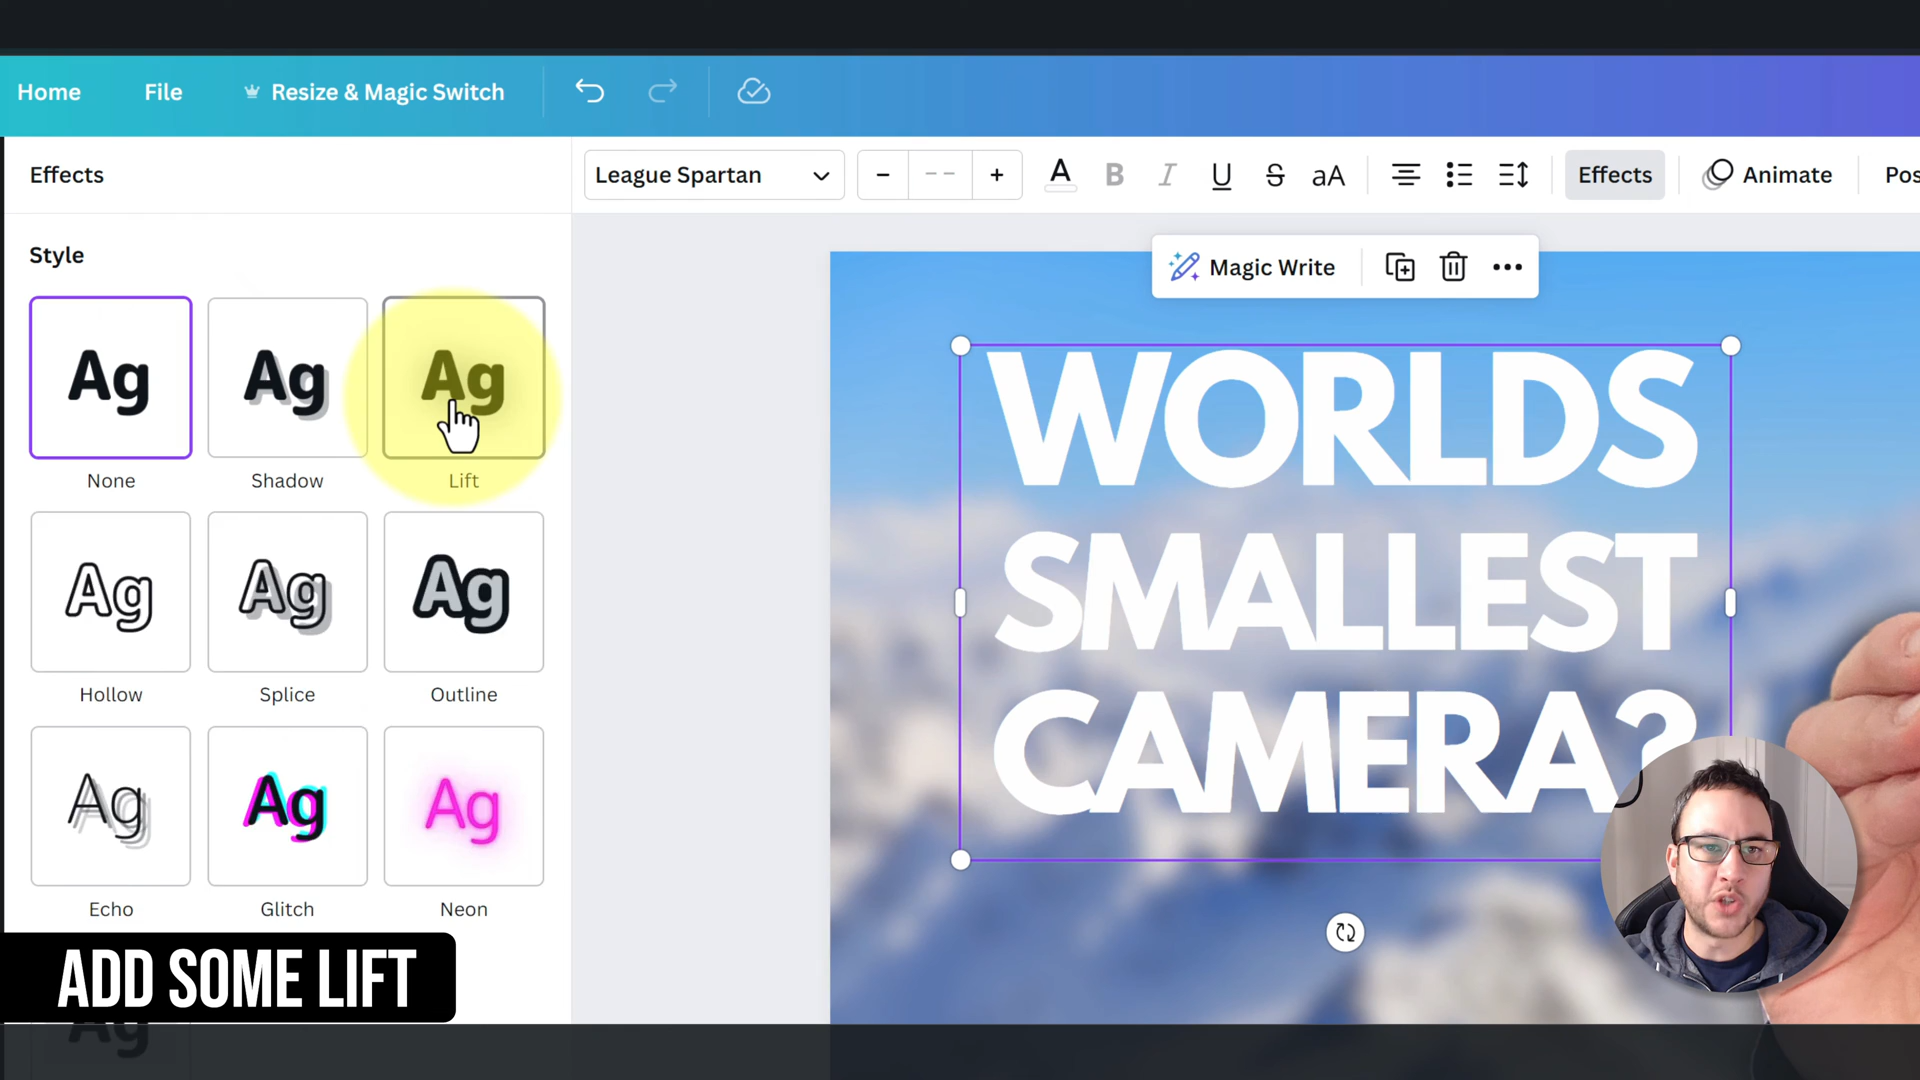 Home File Resize & Magic Switch
Effects
League Spartan - -- + A B I U S aA Effects Animate Pos
Style
Magic Write
Ag Ag Ag
None Shadow Lift
Ag Ag Ag
Hollow Splice Outline
Ag Ag Ag
Echo Glitch Neon
Ag
WORLDS
SMALLEST
CAMERA?
ADD SOME LIFT